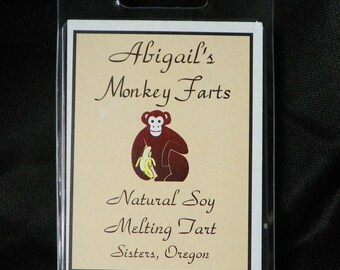 Abigail's
Monkey Farts
Natural Soy
Melting Tart
Sisters, Oregon